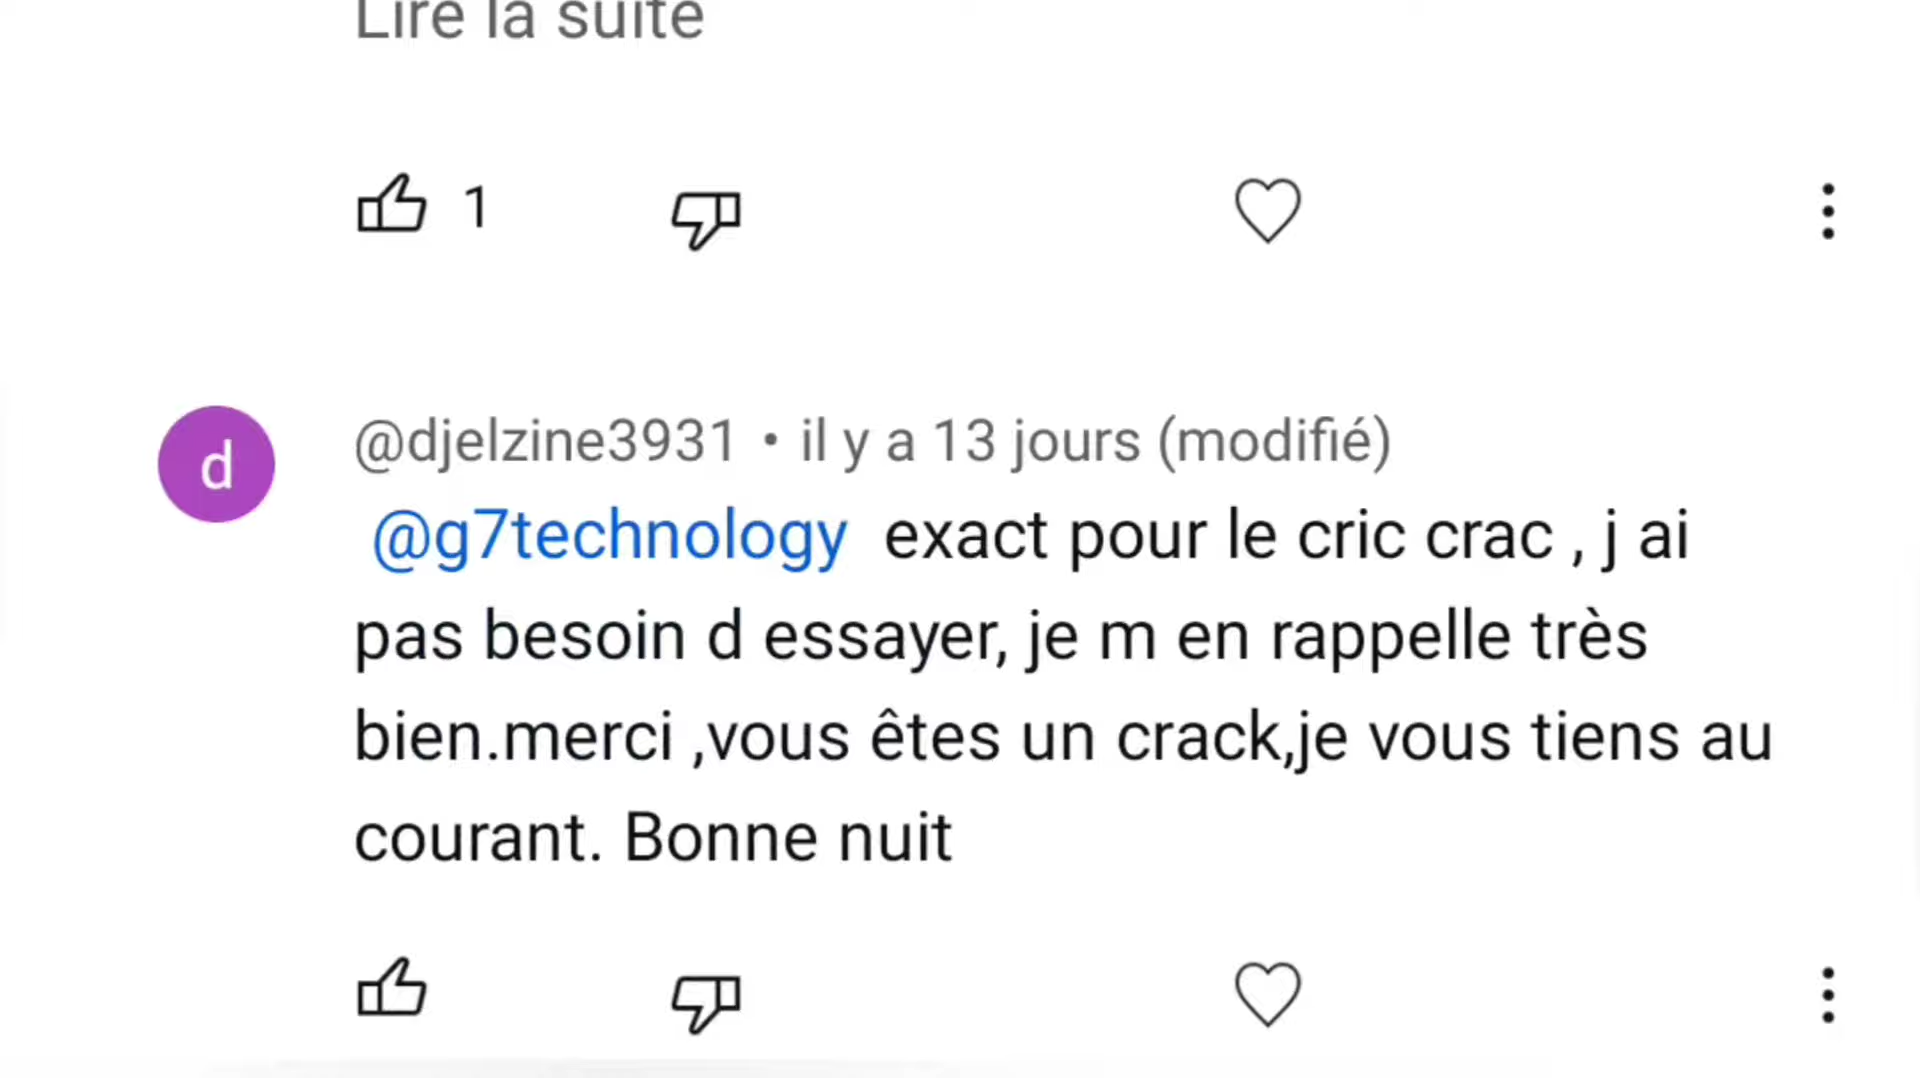 Lire la suite
1
d
@djelzine3931 • il y a 13 jours (modifié)
@g7technology exact pour le cric crac , j ai
pas besoin d essayer, je m en rappelle très
bien.merci ,vous êtes un crack,je vous tiens au
courant. Bonne nuit